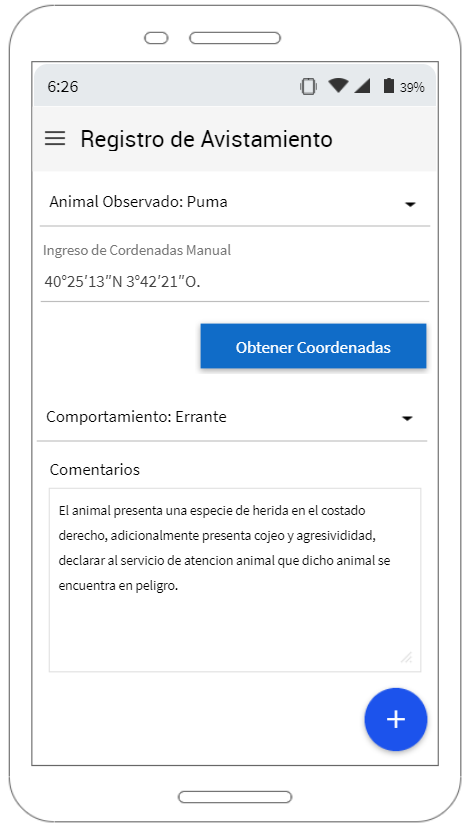 6:26 39%
Registro de Avistamiento
Animal Observado: Puma
Ingreso de Cordenadas Manual
40°25′13″N 3°42′21″O.
Obtener Coordenadas
Comportamiento: Errante
Comentarios
El animal presenta una especie de herida en el costado
derecho, adicionalmente presenta cojeo y agresivididad,
declarar al servicio de atencion animal que dicho animal se
encuentra en peligro.
+